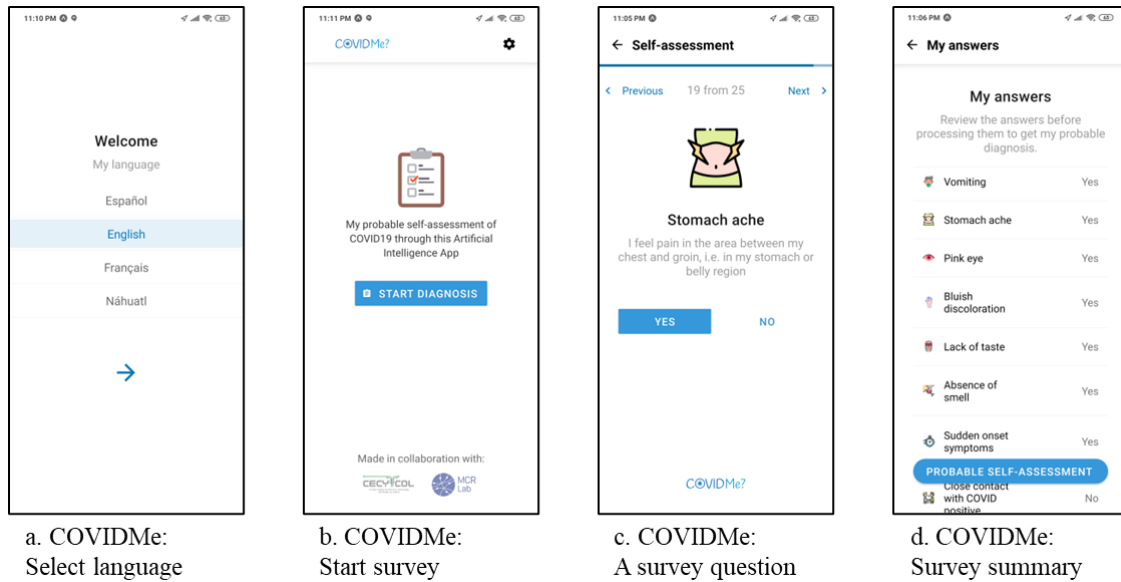 11:10 PM
Welcome
My language
Español
English
Français
Náhuatl
a. COVIDMe:
Select language
11:11 PM
COVIDMe?
My probable self-assessment of
COVID19 through this Artificial
Intelligence App
START DIAGNOSIS
Made in collaboration with:
CECYTCOL
MCR
Lab
b. COVIDMe:
Start survey
11:05 PM
Self-assessment
Previous 19 from 25 Next
Stomach ache
I feel pain in the area between my
chest and groin, i.e. in my stomach or
belly region
YES NO
COVIDMe?
c. COVIDMe:
A survey question
11:06 PM
My answers
My answers
Review the answers before
processing them to get my probable
diagnosis.
Vomiting Yes
Stomach ache Yes
Pink eye Yes
Bluish
discoloration Yes
Lack of taste Yes
Absence of
smell Yes
Sudden onset
symptoms Yes
PROBABLE SELF-ASSESSMENT
Close contact
with COVID No
positive
d. COVIDMe:
Survey summary